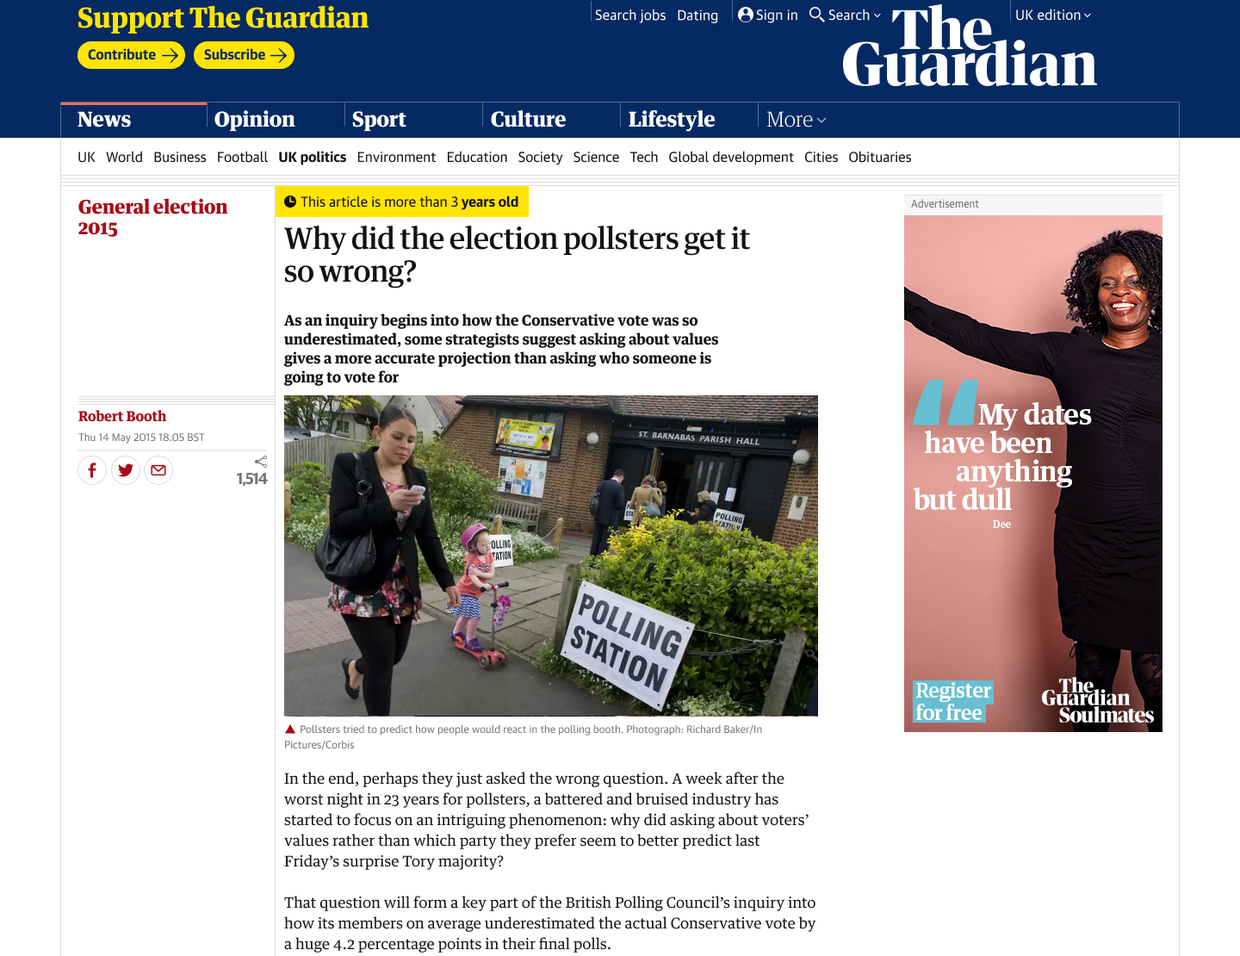 Support The Guardian
Contribute
Subscribe
Search jobs
Dating
Sign in
Search
UK edition
The
Guardian
News
Opinion
Sport
Culture
Lifestyle
More
UK
World
Business
Football
UK politics
Environment
Education
Society
Science
Tech
Global development
Cities
Obituaries
General election
2015
This article is more than 3 years old
Why did the election pollsters get it
so wrong?
As an inquiry begins into how the Conservative vote was so
underestimated, some strategists suggest asking about values
gives a more accurate projection than asking who someone is
going to vote for
Robert Booth
Thu 14 May 2015 18.05 BST
1,514
ST. BARNABAS PARISH HALL
POLLING
STATION
POLLING
STATION
POLLING
STATION
Pollsters tried to predict how people would react in the polling booth. Photograph: Richard Baker/In
Pictures/Corbis
In the end, perhaps they just asked the wrong question. A week after the
worst night in 23 years for pollsters, a battered and bruised industry has
started to focus on an intriguing phenomenon: why did asking about voters’
values rather than which party they prefer seem to better predict last
Friday’s surprise Tory majority?
That question will form a key part of the British Polling Council’s inquiry into
how its members on average underestimated the actual Conservative vote by
a huge 4.2 percentage points in their final polls.
Advertisement
“My dates
have been
anything
but dull
Dee
Register
for free
The
Guardian
Soulmates